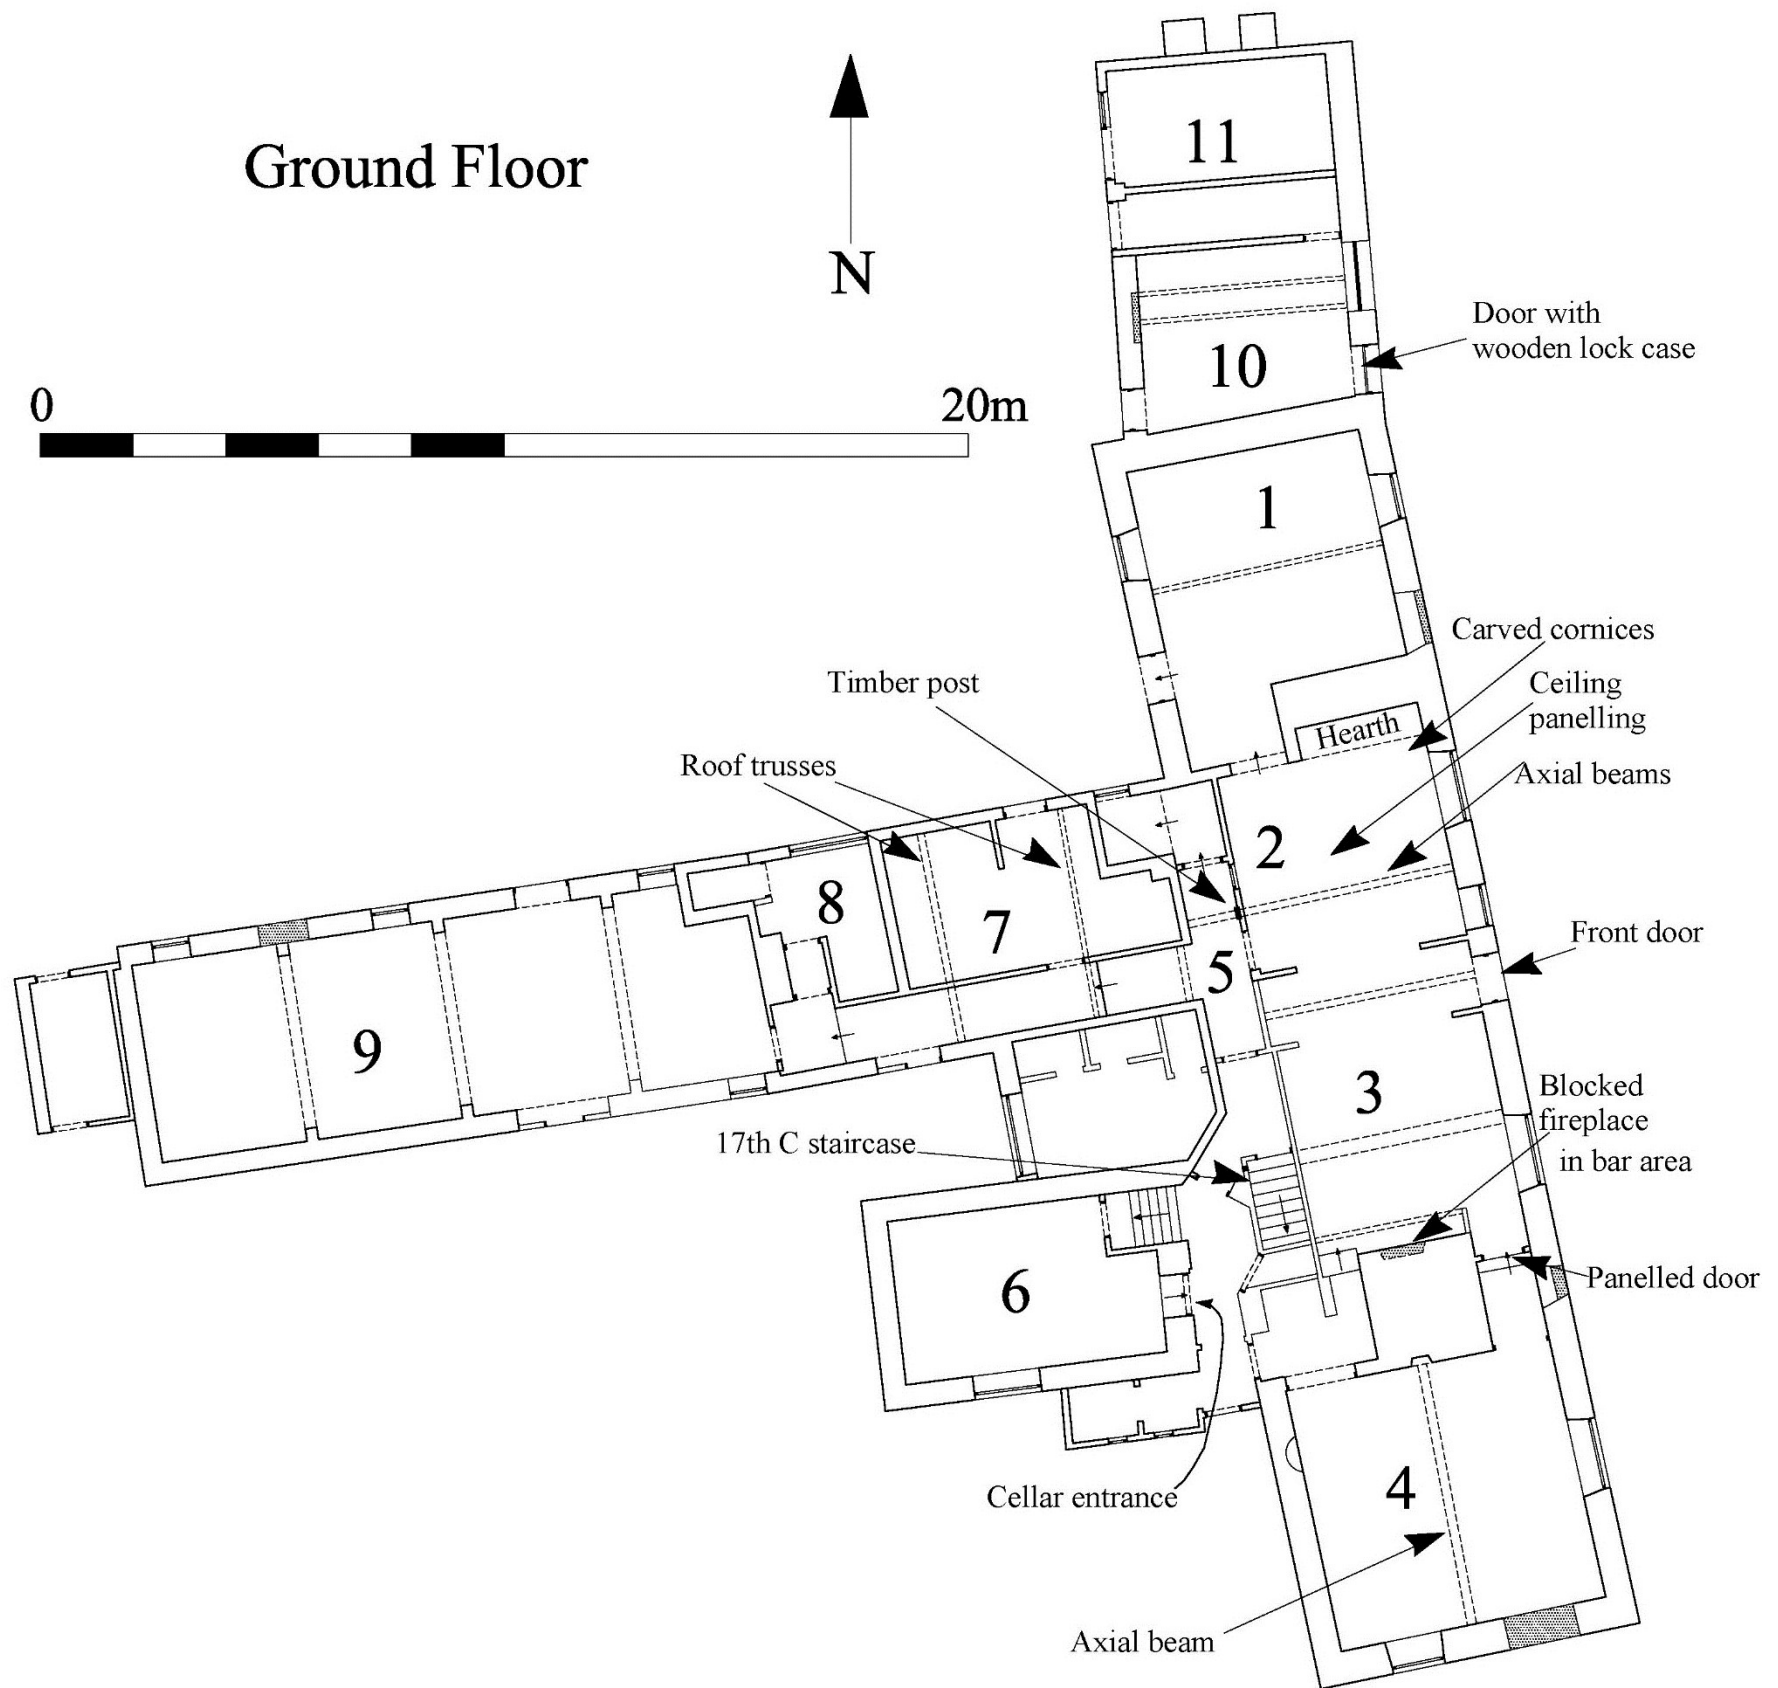 Ground Floor
N
0
20m
11
10
Door with
wooden lock case
1
Carved cornices
Ceiling
panelling
Axial beams
Hearth
Timber post
Roof trusses
2
8
7
5
Front door
9
3
Blocked
fireplace
in bar area
17th C staircase
6
Panelled door
4
Cellar entrance
Axial beam